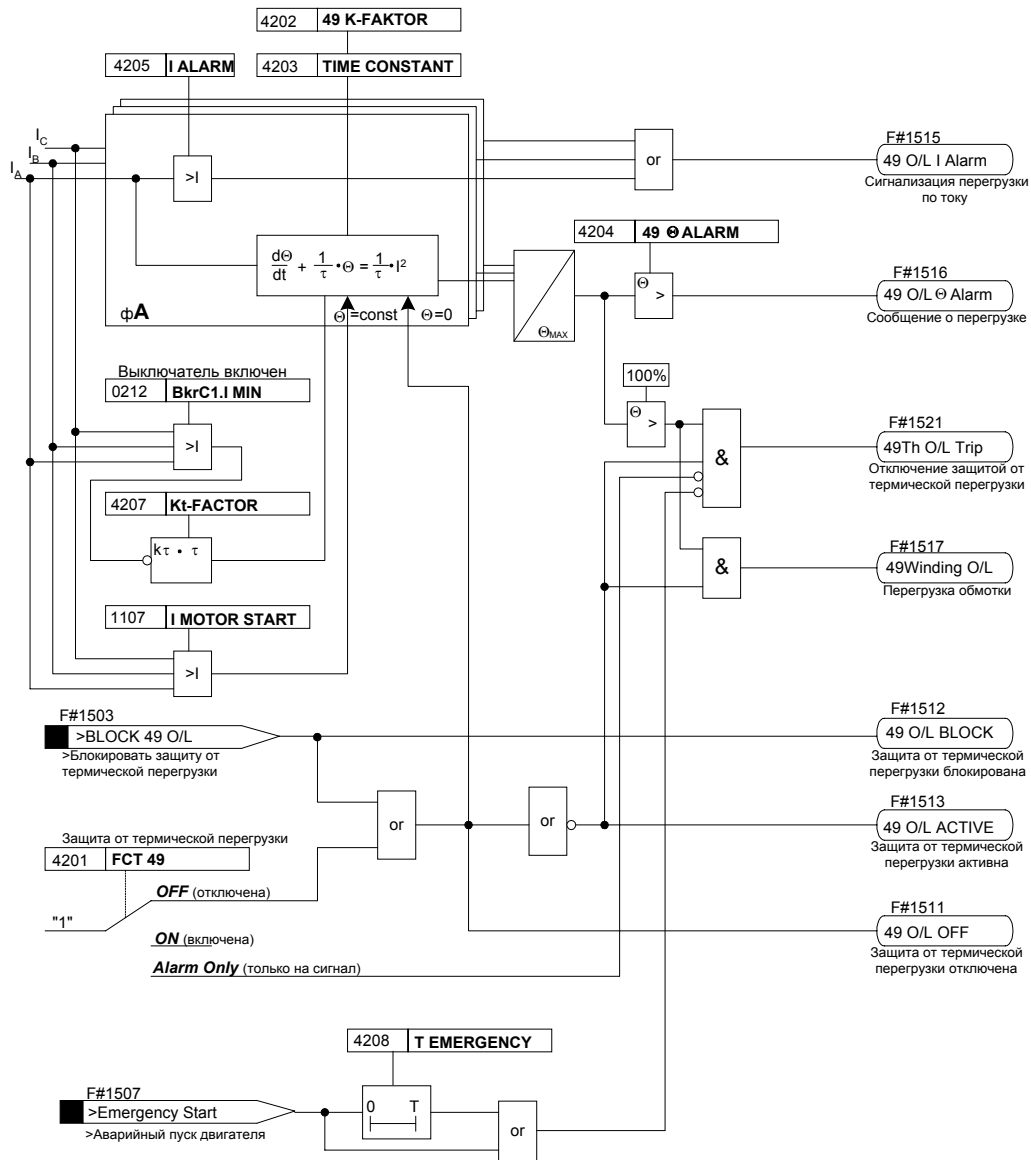 4202 49 K-FAKTOR
4205 I ALARM
4203 TIME CONSTANT
I_C
I_B
I_A
>I
or
F#1515
49 O/L I Alarm
Сигнализация перегрузки
по току
4204 49 Θ ALARM
dΘ/dt + 1/τ • Θ = 1/τ • I²
Θ >
F#1516
49 O/L Θ Alarm
Сообщение о перегрузке
фА
Θ =const
Θ=0
Θ_MAX
Выключатель включен
0212 BkrC1.I MIN
>I
100%
Θ >
&
F#1521
49Th O/L Trip
Отключение защитой от
термической перегрузки
4207 Kt-FACTOR
kτ • τ
&
F#1517
49Winding O/L
Перегрузка обмотки
1107 I MOTOR START
>I
F#1503
>BLOCK 49 O/L
>Блокировать защиту от
термической перегрузки
F#1512
49 O/L BLOCK
Защита от термической
перегрузки блокирована
or
or
F#1513
49 O/L ACTIVE
Защита от термической
перегрузки активна
Защита от термической перегрузки
4201 FCT 49
OFF (отключена)
"1"
ON (включена)
Alarm Only (только на сигнал)
F#1511
49 O/L OFF
Защита от термической
перегрузки отключена
4208 T EMERGENCY
F#1507
>Emergency Start
>Аварийный пуск двигателя
0 T
or